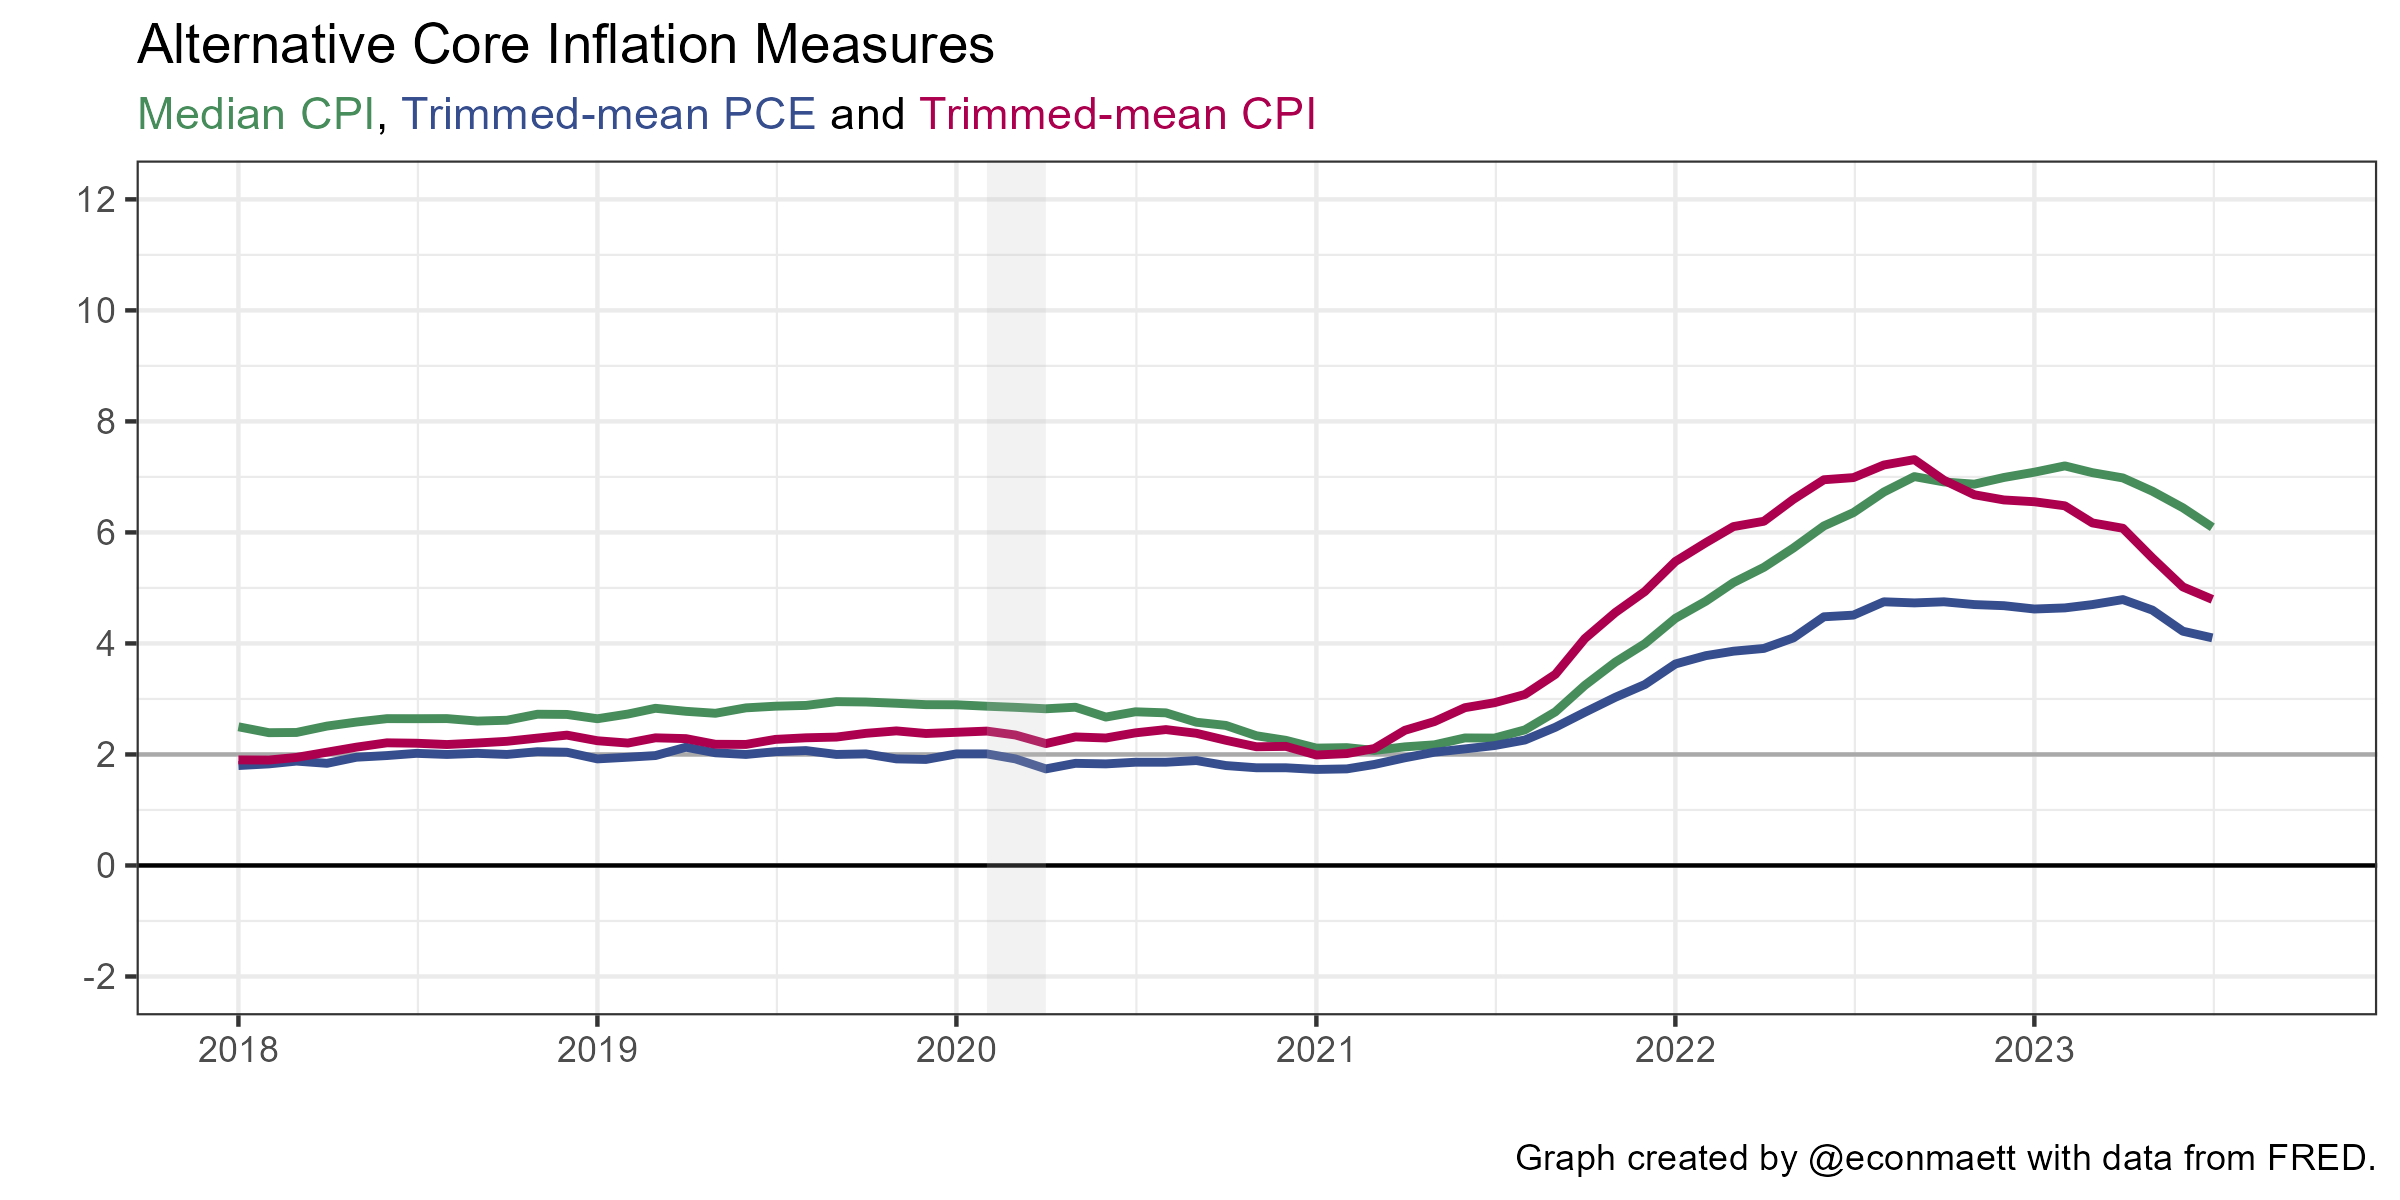 Alternative Core Inflation Measures
Median CPI, Trimmed-mean PCE and Trimmed-mean CPI
12
10
8
6
4
2
0
-2
2018 2019 2020 2021 2022 2023
Graph created by @econmaett with data from FRED.